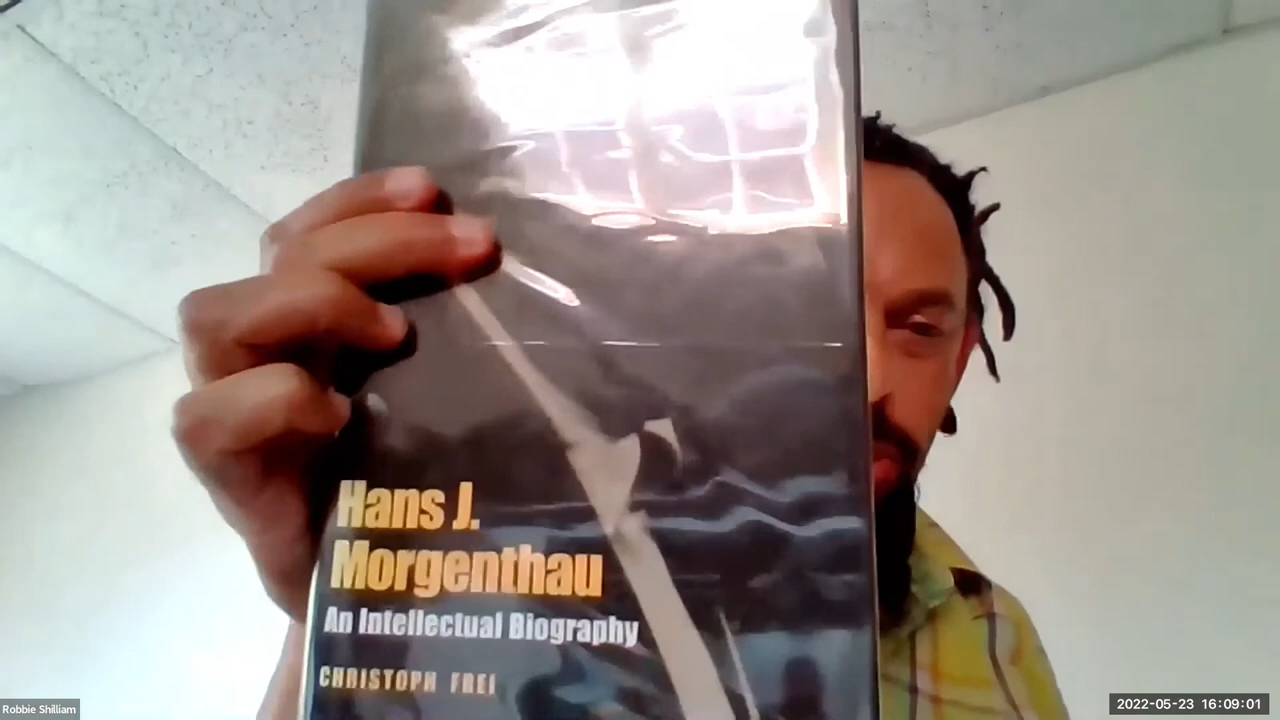 Hans J.
Morgenthau
An Intellectual Biography
CHRISTOPH FREI
Robbie Shilliam
2022-05-23 16:09:01